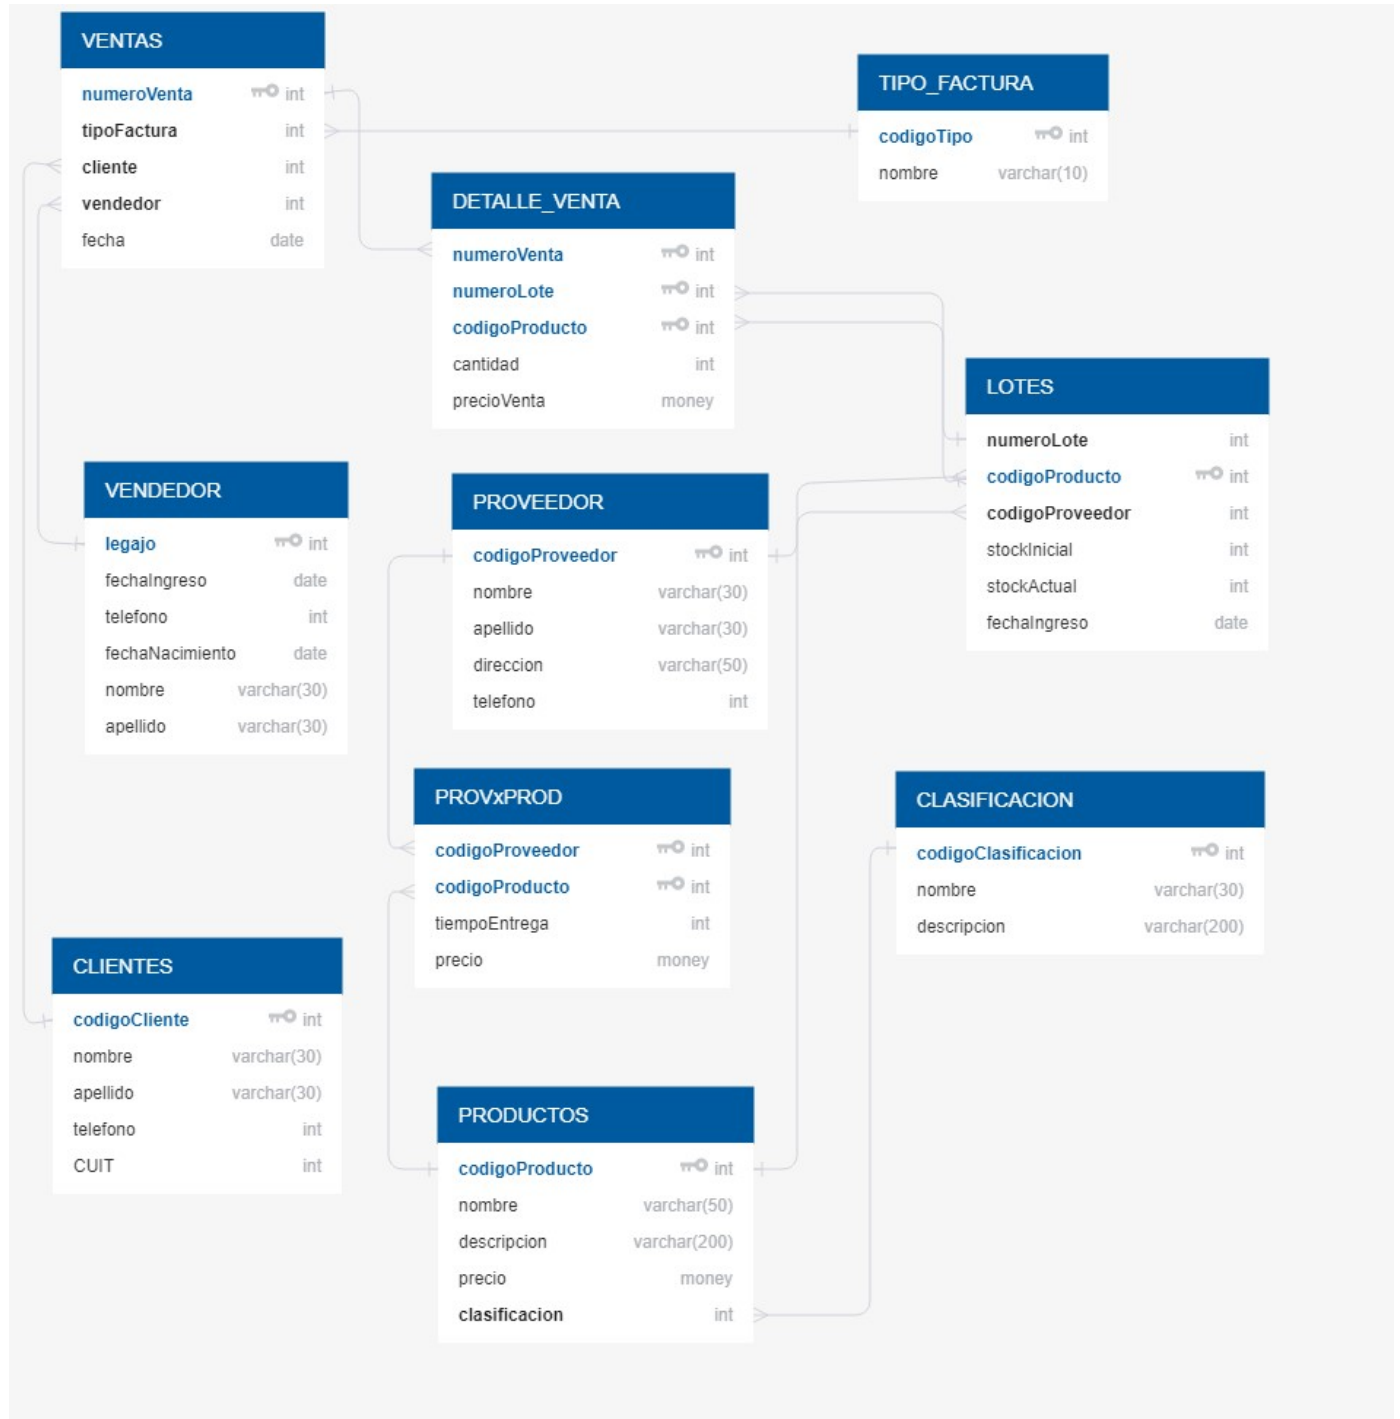 VENTAS
numeroVenta int
tipoFactura int
cliente int
vendedor int
fecha date
TIPO_FACTURA
codigoTipo int
nombre varchar(10)
DETALLE_VENTA
numeroVenta int
numeroLote int
codigoProducto int
cantidad int
precioVenta money
LOTES
numeroLote int
codigoProducto int
codigoProveedor int
stockInicial int
stockActual int
fechaIngreso date
VENDEDOR
legajo int
fechaIngreso date
telefono int
fechaNacimiento date
nombre varchar(30)
apellido varchar(30)
PROVEEDOR
codigoProveedor int
nombre varchar(30)
apellido varchar(30)
direccion varchar(50)
telefono int
PROVxPROD
codigoProveedor int
codigoProducto int
tiempoEntrega int
precio money
CLASIFICACION
codigoClasificacion int
nombre varchar(30)
descripcion varchar(200)
CLIENTES
codigoCliente int
nombre varchar(30)
apellido varchar(30)
telefono int
CUIT int
PRODUCTOS
codigoProducto int
nombre varchar(50)
descripcion varchar(200)
precio money
clasificacion int